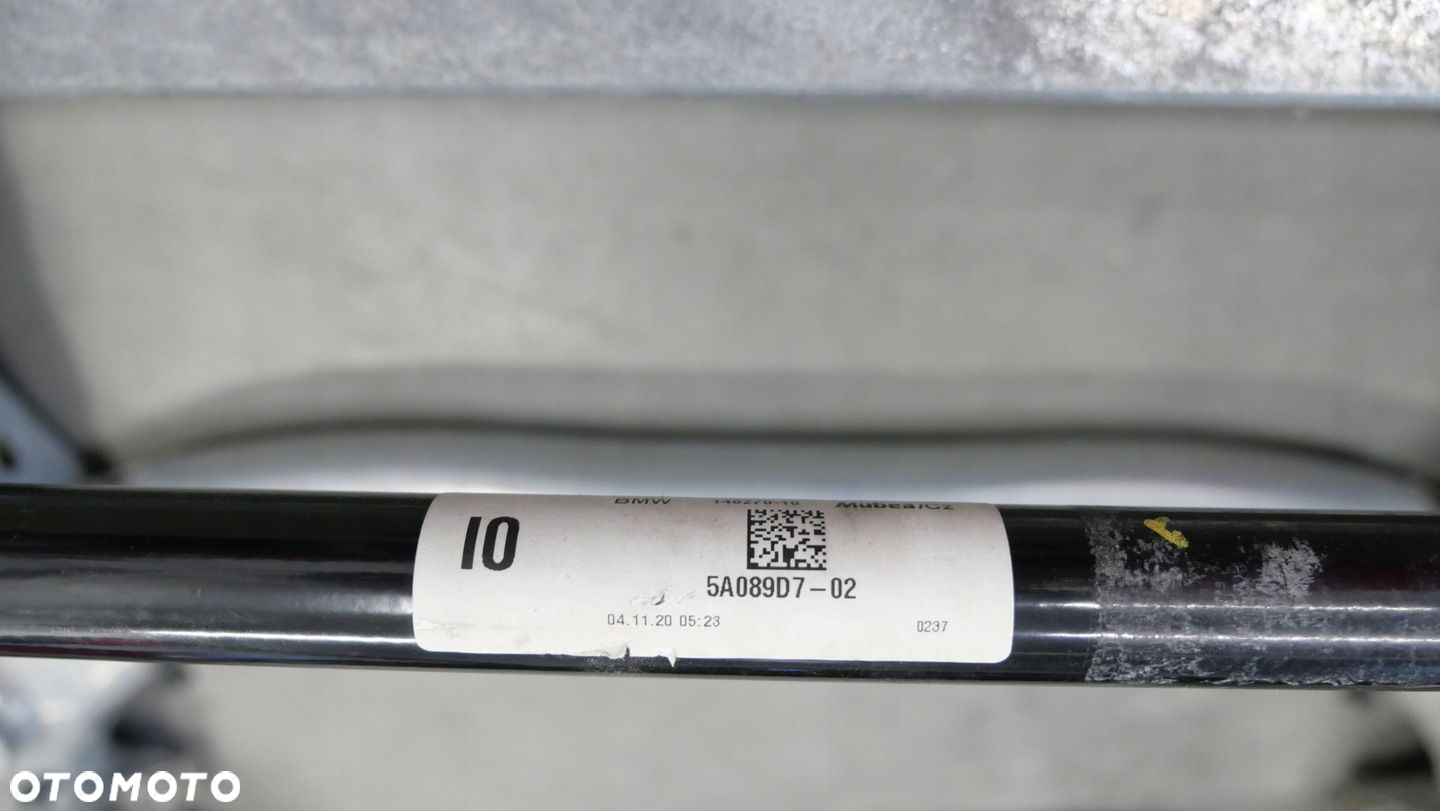 BMW Mubea/CZ
IO
5A089D7-02
04.11.20 05:23
0237
OTOMOTO